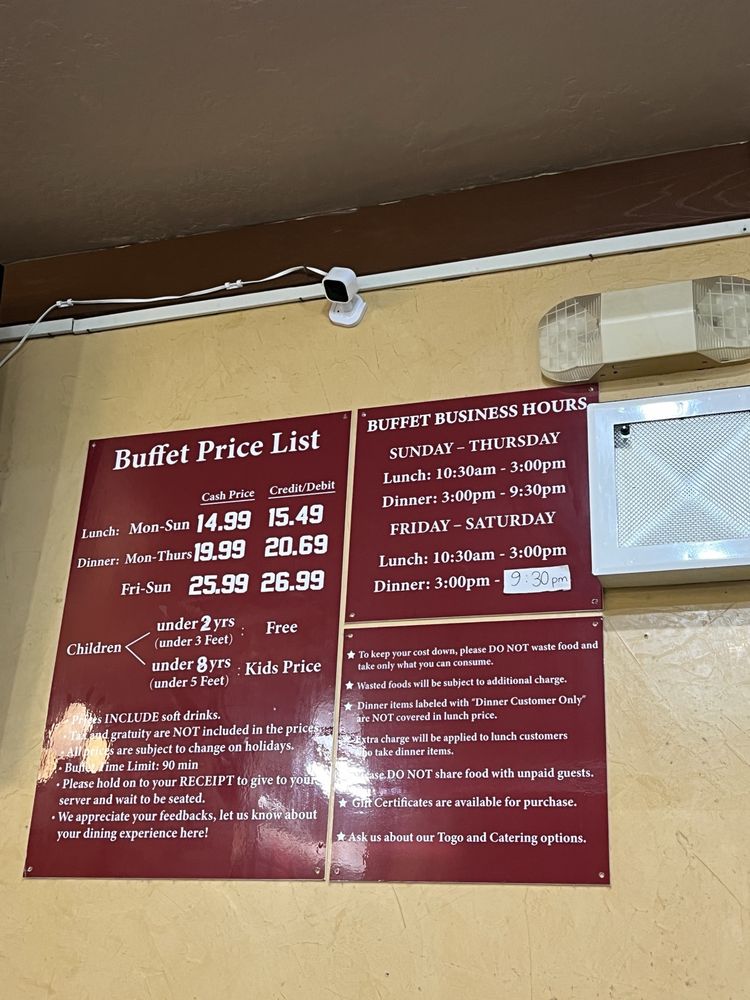 Buffet Price List
Cash Price Credit/Debit
Lunch: Mon-Sun 14.99 15.49
Dinner: Mon-Thurs 19.99 20.69
Fri-Sun 25.99 26.99
Children
under 2 yrs : Free
(under 3 Feet)
under 8 yrs : Kids Price
(under 5 Feet)
• Prices INCLUDE soft drinks.
• Tax and gratuity are NOT included in the prices.
• All prices are subject to change on holidays.
• Buffet Time Limit: 90 min
• Please hold on to your RECEIPT to give to your
server and wait to be seated.
• We appreciate your feedbacks, let us know about
your dining experience here!
BUFFET BUSINESS HOURS
SUNDAY – THURSDAY
Lunch: 10:30am - 3:00pm
Dinner: 3:00pm - 9:30pm
FRIDAY – SATURDAY
Lunch: 10:30am - 3:00pm
Dinner: 3:00pm - 9:30pm
★ To keep your cost down, please DO NOT waste food and
take only what you can consume.
★ Wasted foods will be subject to additional charge.
★ Dinner items labeled with "Dinner Customer Only"
are NOT covered in lunch price.
Extra charge will be applied to lunch customers
who take dinner items.
Please DO NOT share food with unpaid guests.
★ Gift Certificates are available for purchase.
★ Ask us about our Togo and Catering options.